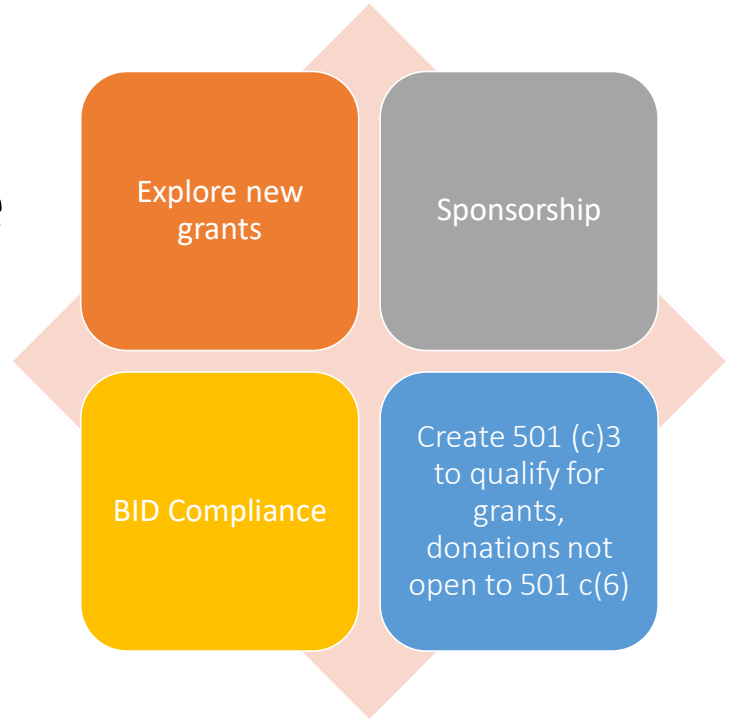 Explore new
grants
Sponsorship
BID Compliance
Create 501 (c)3
to qualify for
grants,
donations not
open to 501 c(6)